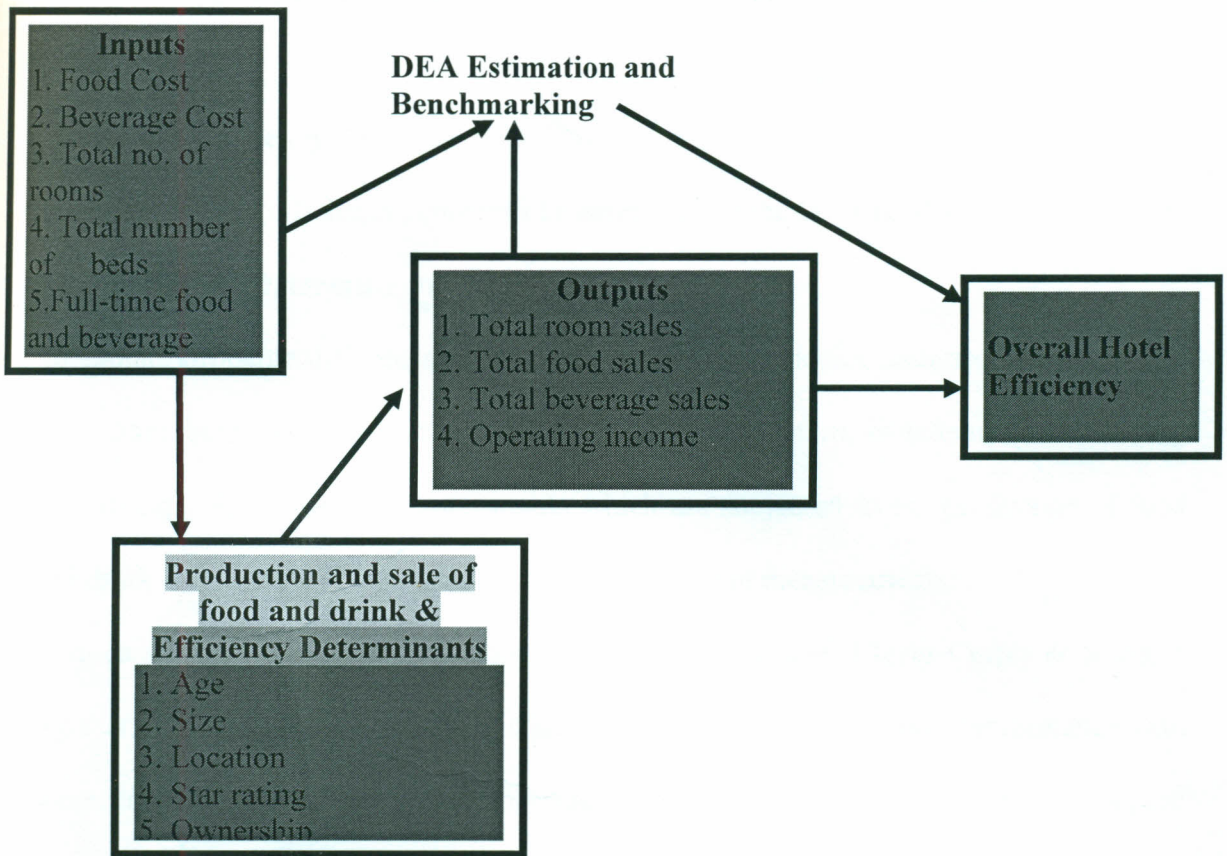 Inputs
1. Food Cost
2. Beverage Cost
3. Total no. of
rooms
4. Total number
of beds
5.Full-time food
and beverage
DEA Estimation and
Benchmarking
Outputs
1. Total room sales
2. Total food sales
3. Total beverage sales
4. Operating income
Overall Hotel
Efficiency
Production and sale of
food and drink &
Efficiency Determinants
1. Age
2. Size
3. Location
4. Star rating
5. Ownership